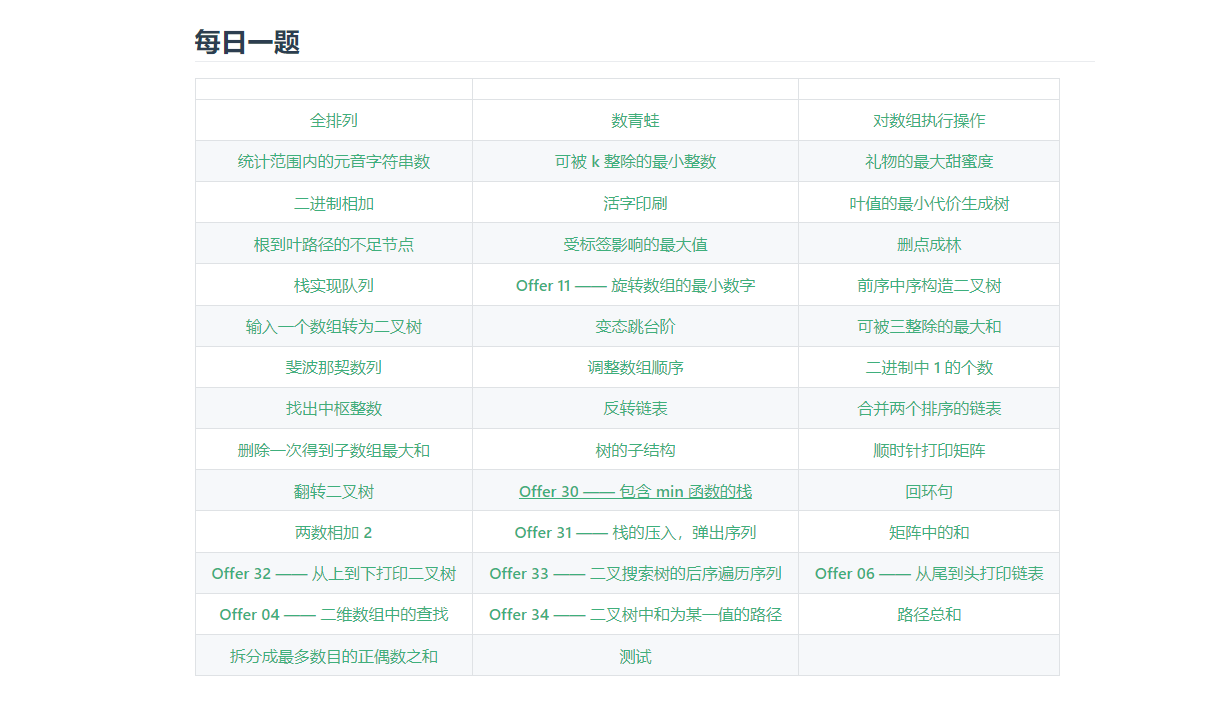 每日一题
全排列 数青蛙 对数组执行操作
统计范围内的元音字符串数 可被 k 整除的最小整数 礼物的最大甜蜜度
二进制相加 活字印刷 叶值的最小代价生成树
根到叶路径的不足节点 受标签影响的最大值 删点成林
栈实现队列 Offer 11 —— 旋转数组的最小数字 前序中序构造二叉树
输入一个数组转为二叉树 变态跳台阶 可被三整除的最大和
斐波那契数列 调整数组顺序 二进制中 1 的个数
找出中枢整数 反转链表 合并两个排序的链表
删除一次得到子数组最大和 树的子结构 顺时针打印矩阵
翻转二叉树 Offer 30 —— 包含 min 函数的栈 回环句
两数相加 2 Offer 31 —— 栈的压入，弹出序列 矩阵中的和
Offer 32 —— 从上到下打印二叉树 Offer 33 —— 二叉搜索树的后序遍历序列 Offer 06 —— 从尾到头打印链表
Offer 04 —— 二维数组中的查找 Offer 34 —— 二叉树中和为某一值的路径 路径总和
拆分成最多数目的正偶数之和 测试